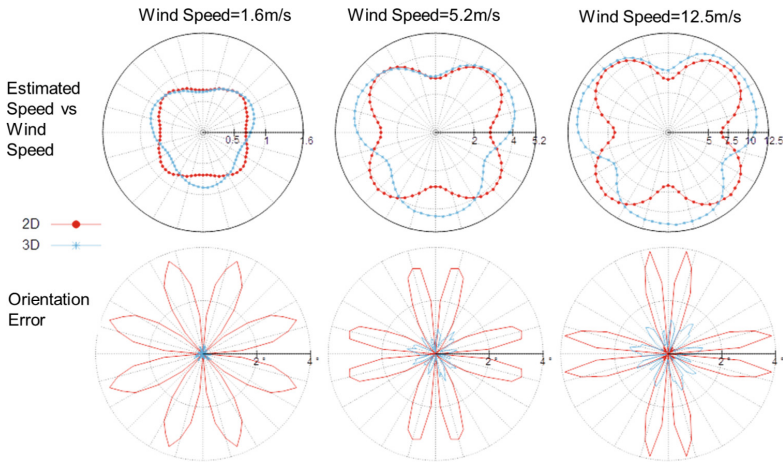 Wind Speed=1.6m/s Wind Speed=5.2m/s Wind Speed=12.5m/s
Estimated
Speed vs
Wind
Speed
0.5 1 1.6
2 4 5.2
5 7.5 10 12.5
2D
3D
Orientation
Error
2° 4°
2° 4°
2° 4°